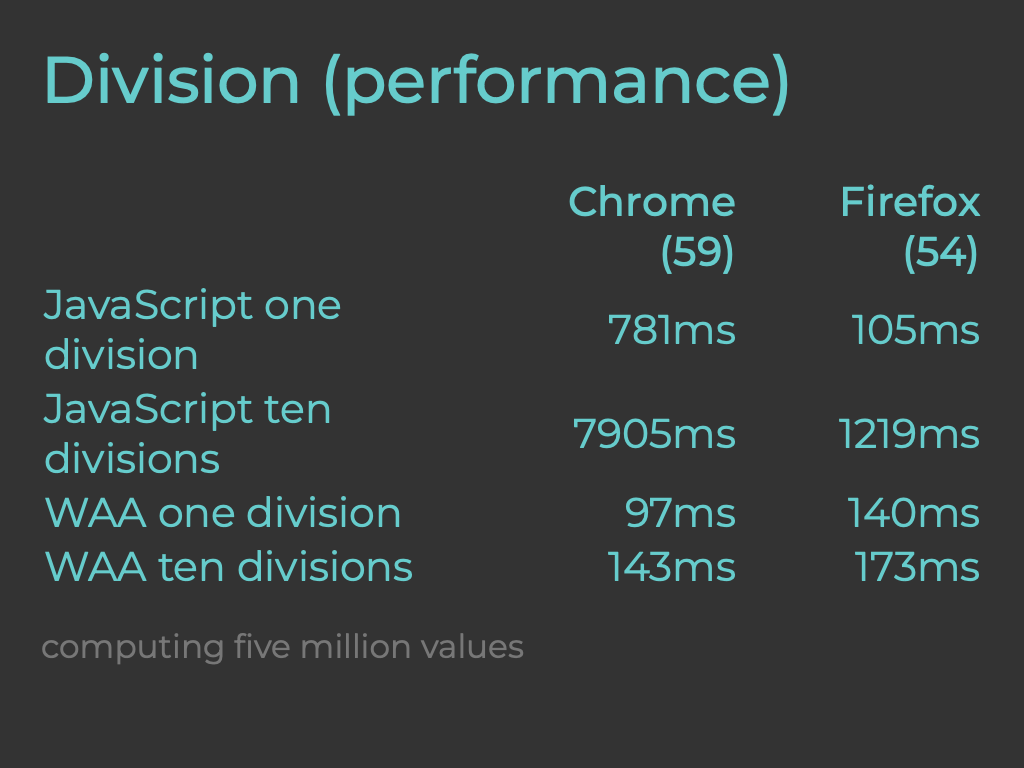 Division (performance)
Chrome Firefox
(59) (54)
JavaScript one
division 781ms 105ms
JavaScript ten
divisions 7905ms 1219ms
WAA one division 97ms 140ms
WAA ten divisions 143ms 173ms
computing five million values